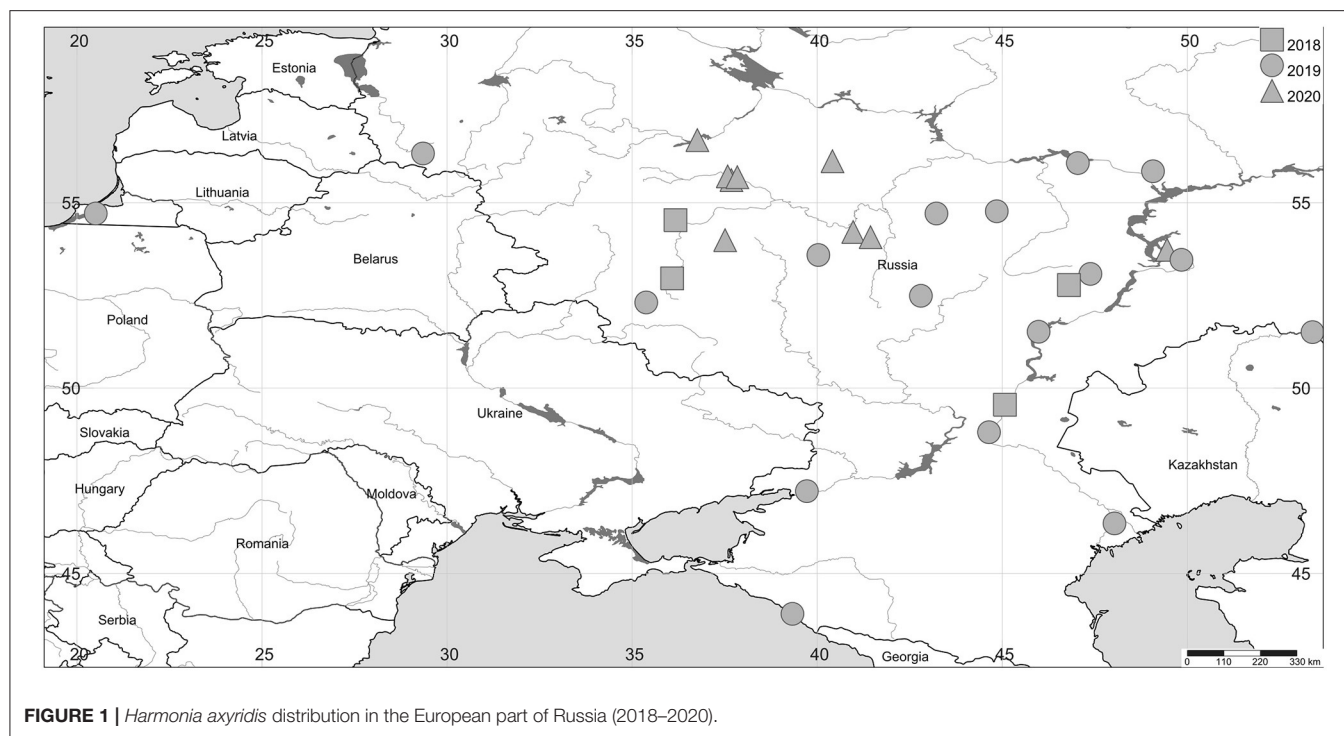 20 25 30 35 40 45 50
2018
2019
2020
Estonia
Latvia
Lithuania
55 55
Belarus
Russia
Poland
50 50
Ukraine
Slovakia
Kazakhstan
Hungary
Moldova
Romania
45 45
Serbia
20 25 30 35 40 45 50
Georgia
0 110 220 330 km
FIGURE 1 | Harmonia axyridis distribution in the European part of Russia (2018–2020).